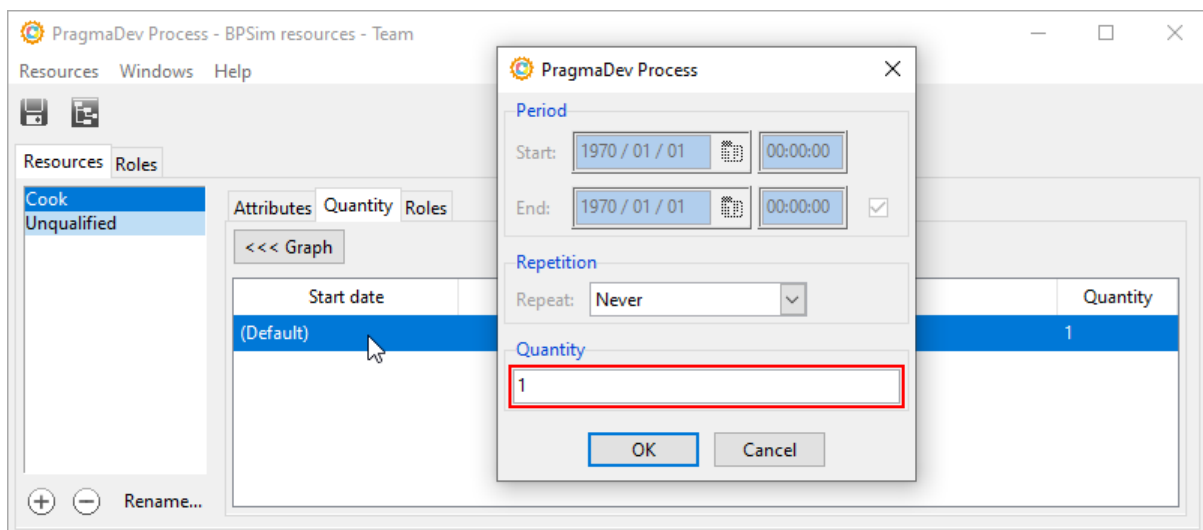 PragmaDev Process - BPSim resources - Team
Resources Windows Help
Resources Roles
Cook
Unqualified
Rename...
Attributes Quantity Roles
<<< Graph
Start date Quantity
(Default) 1
PragmaDev Process
Period
Start: 1970 / 01 / 01 00:00:00
End: 1970 / 01 / 01 00:00:00
Repetition
Repeat: Never
Quantity
1
OK Cancel